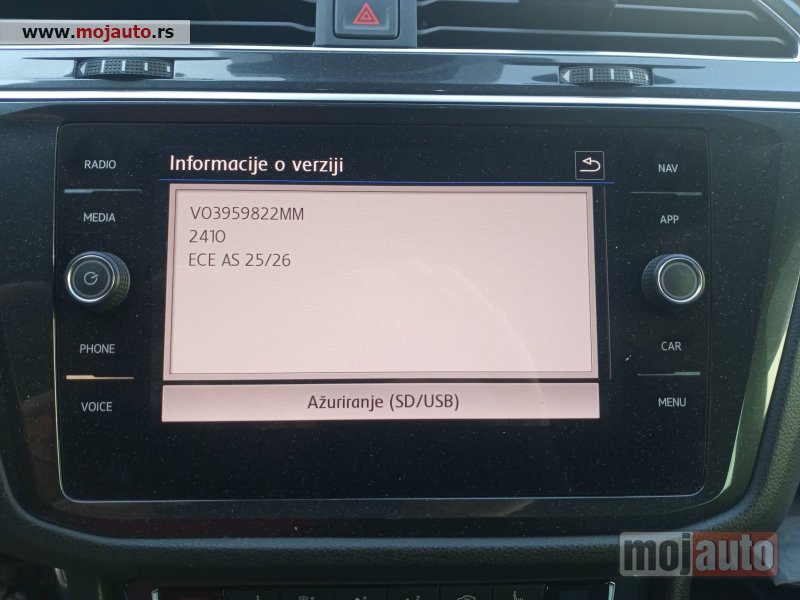 www.mojauto.rs
RADIO
MEDIA
PHONE
VOICE
Informacije o verziji
VO3959822MM
2410
ECE AS 25/26
Ažuriranje (SD/USB)
NAV
APP
CAR
MENU
mojauto